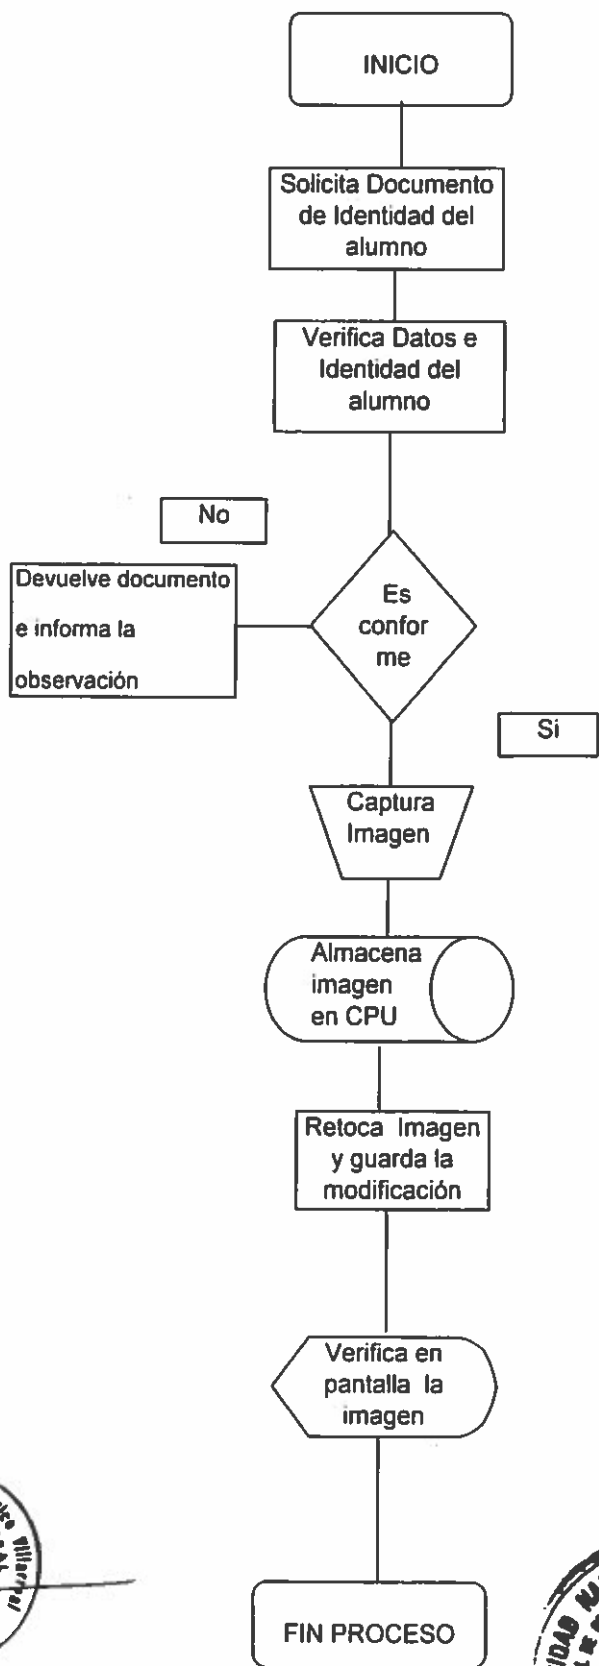 INICIO
Solicita Documento
de Identidad del
alumno
Verifica Datos e
Identidad del
alumno
No
Devuelve documento
e informa la
observación
Es
confor
me
Si
Captura
Imagen
Almacena
imagen
en CPU
Retoca Imagen
y guarda la
modificación
Verifica en
pantalla la
imagen
Villarreal
FIN PROCESO